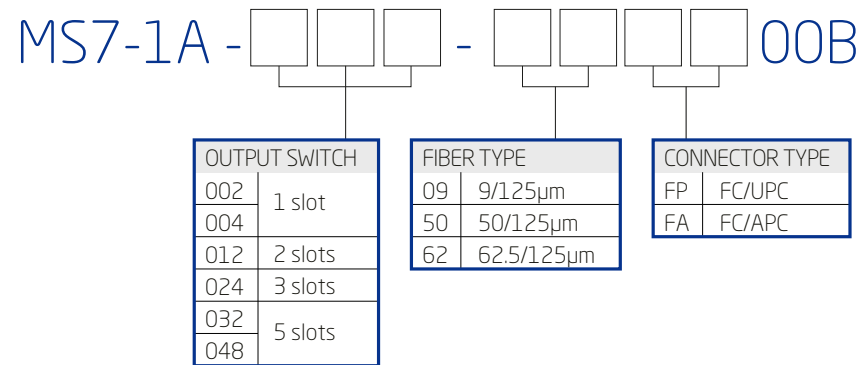 MS7-1A - - 00B
OUTPUT SWITCH
002 1 slot
004
012 2 slots
024 3 slots
032 5 slots
048
FIBER TYPE
09 9/125µm
50 50/125µm
62 62.5/125µm
CONNECTOR TYPE
FP FC/UPC
FA FC/APC